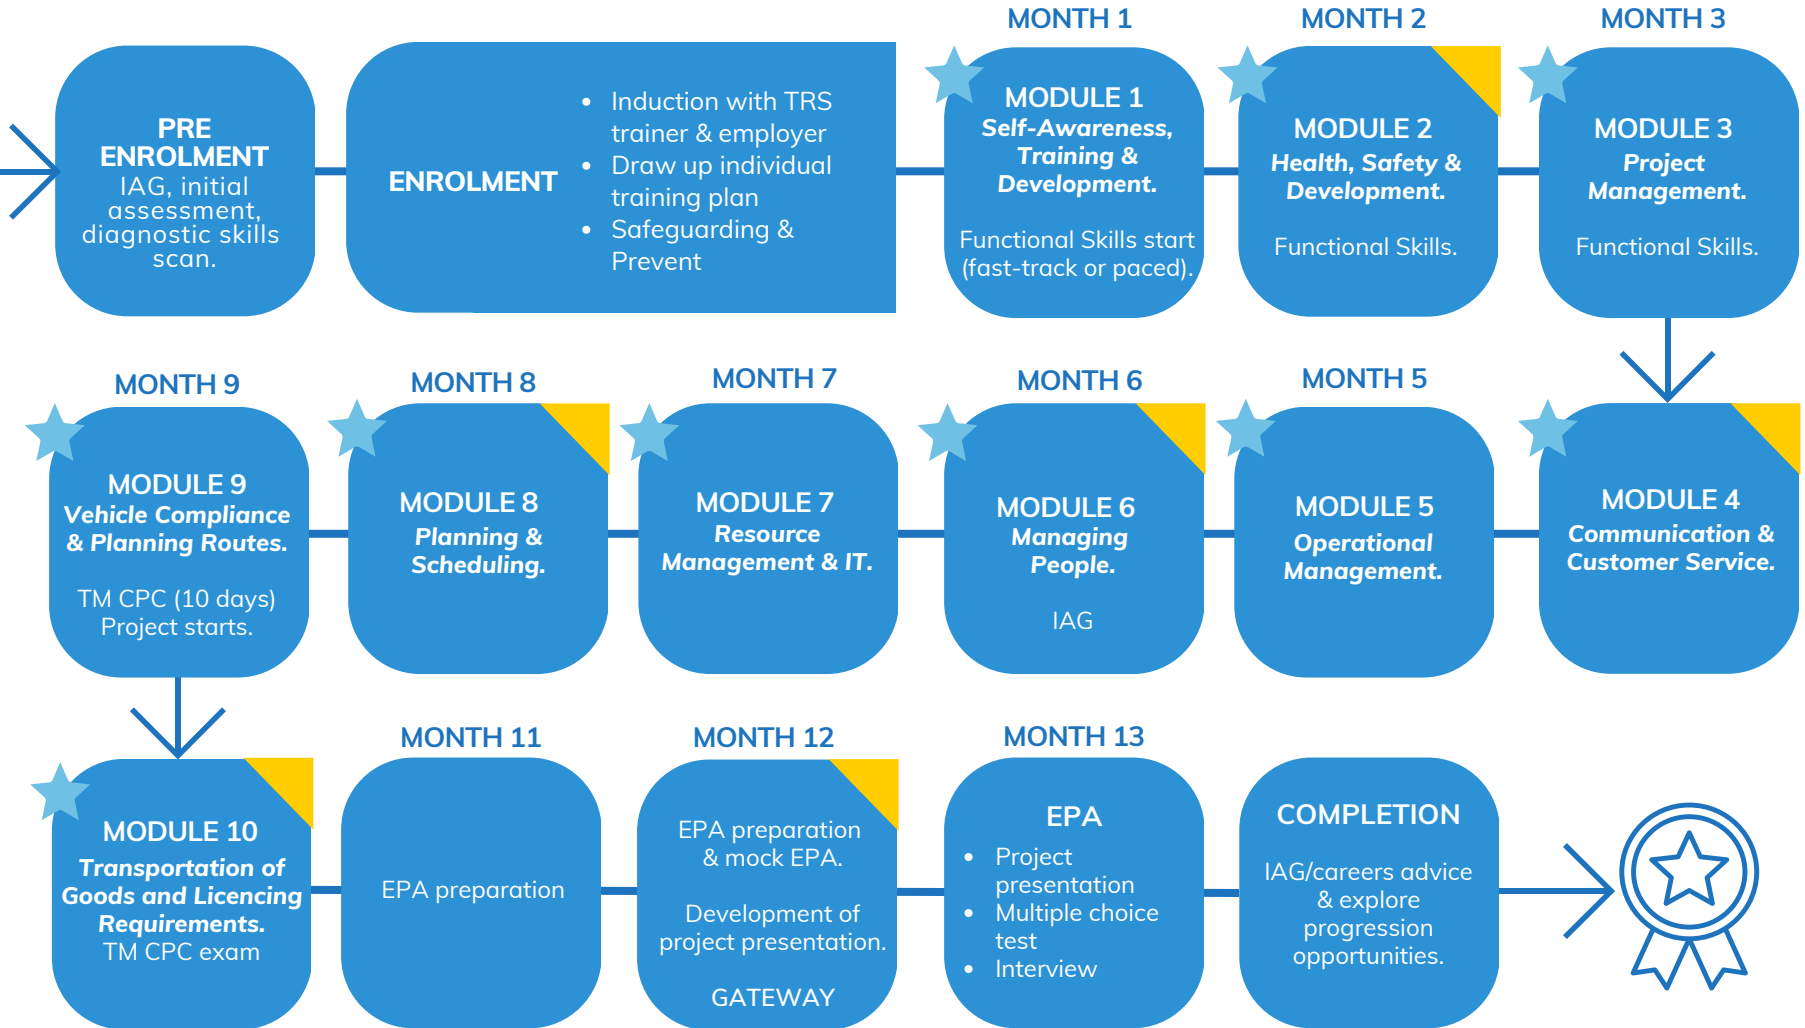 PRE
ENROLMENT
IAG, initial
assessment,
diagnostic skills
scan.
ENROLMENT
• Induction with TRS
trainer & employer
• Draw up individual
training plan
• Safeguarding &
Prevent
MONTH 1
MODULE 1
Self-Awareness,
Training &
Development.
Functional Skills start
(fast-track or paced).
MONTH 2
MODULE 2
Health, Safety &
Development.
Functional Skills.
MONTH 3
MODULE 3
Project
Management.
Functional Skills.
MODULE 4
Communication &
Customer Service.
MONTH 5
MODULE 5
Operational
Management.
MONTH 6
MODULE 6
Managing
People.
IAG
MONTH 7
MODULE 7
Resource
Management & IT.
MONTH 8
MODULE 8
Planning &
Scheduling.
MONTH 9
MODULE 9
Vehicle Compliance
& Planning Routes.
TM CPC (10 days)
Project starts.
MODULE 10
Transportation of
Goods and Licencing
Requirements.
TM CPC exam
MONTH 11
EPA preparation
MONTH 12
EPA preparation
& mock EPA.
Development of
project presentation.
GATEWAY
MONTH 13
EPA
• Project
presentation
• Multiple choice
test
• Interview
COMPLETION
IAG/careers advice
& explore
progression
opportunities.